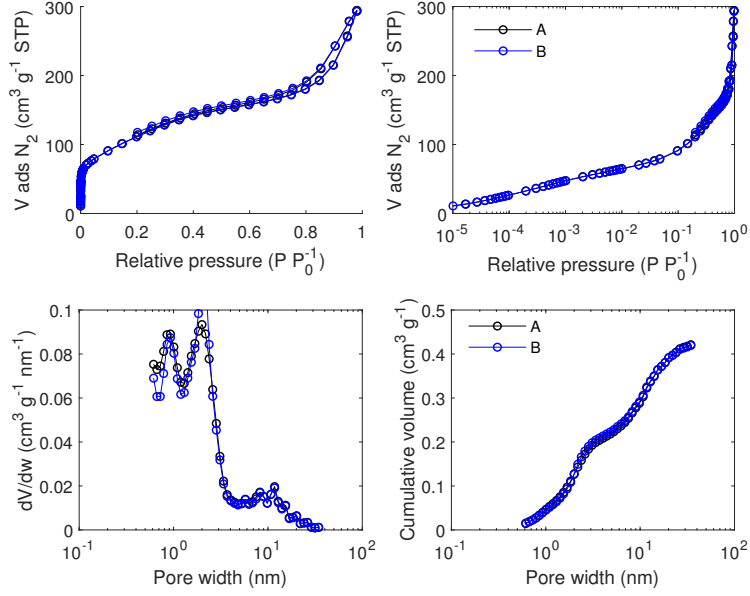 300
200
100
0
V ads N₂ (cm³ g⁻¹ STP)
0 0.2 0.4 0.6 0.8 1
Relative pressure (P P₀⁻¹)
300
200
100
0
V ads N₂ (cm³ g⁻¹ STP)
A
B
10⁻⁵ 10⁻⁴ 10⁻³ 10⁻² 10⁻¹ 10⁰
Relative pressure (P P₀⁻¹)
0.1
0.08
0.06
0.04
0.02
0
dV/dw (cm³ g⁻¹ nm⁻¹)
10⁻¹ 10⁰ 10¹ 10²
Pore width (nm)
0.5
0.4
0.3
0.2
0.1
0
Cumulative volume (cm³ g⁻¹)
A
B
10⁻¹ 10⁰ 10¹ 10²
Pore width (nm)